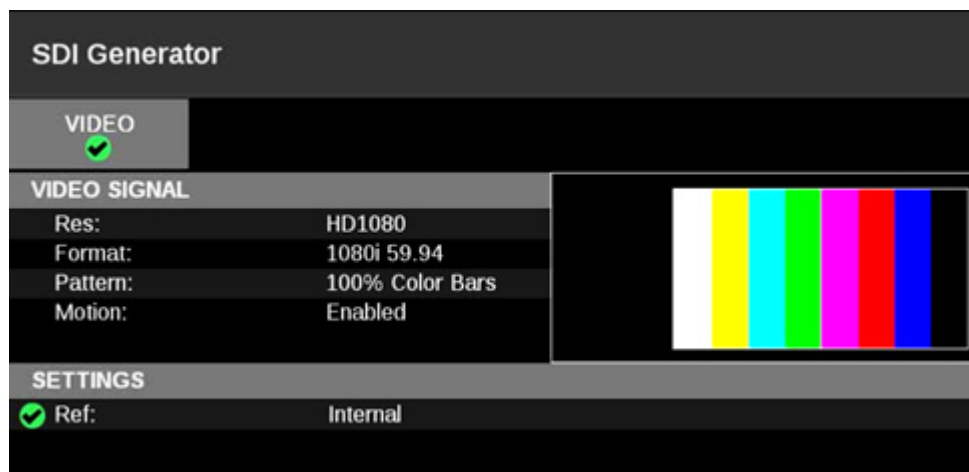 SDI Generator
VIDEO
VIDEO SIGNAL
Res: HD1080
Format: 1080i 59.94
Pattern: 100% Color Bars
Motion: Enabled
SETTINGS
Ref: Internal